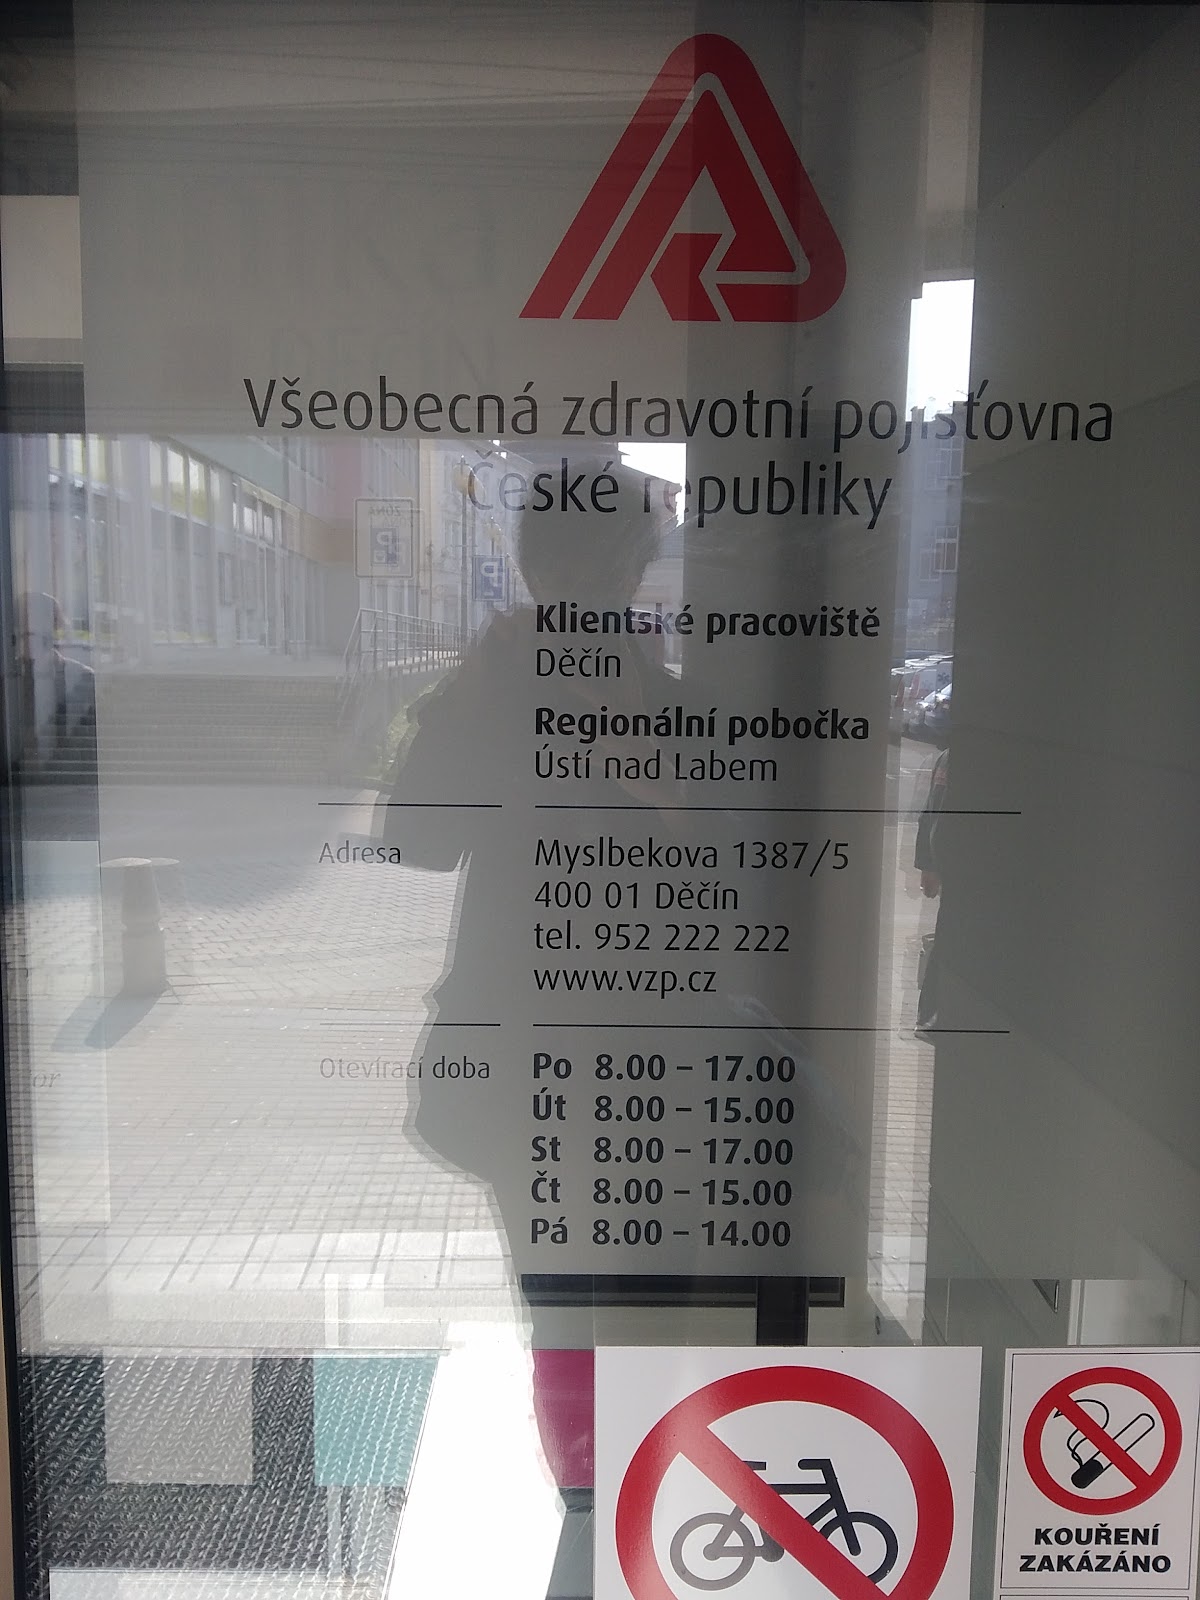 Všeobecná zdravotní pojišťovna
České republiky
Klientské pracoviště
Děčín
Regionální pobočka
Ústí nad Labem
Adresa
Myslbekova 1387/5
400 01 Děčín
tel. 952 222 222
www.vzp.cz
Otevírací doba
Po 8.00 – 17.00
Út 8.00 – 15.00
St 8.00 – 17.00
Čt 8.00 – 15.00
Pá 8.00 – 14.00
KOUŘENÍ
ZAKÁZÁNO